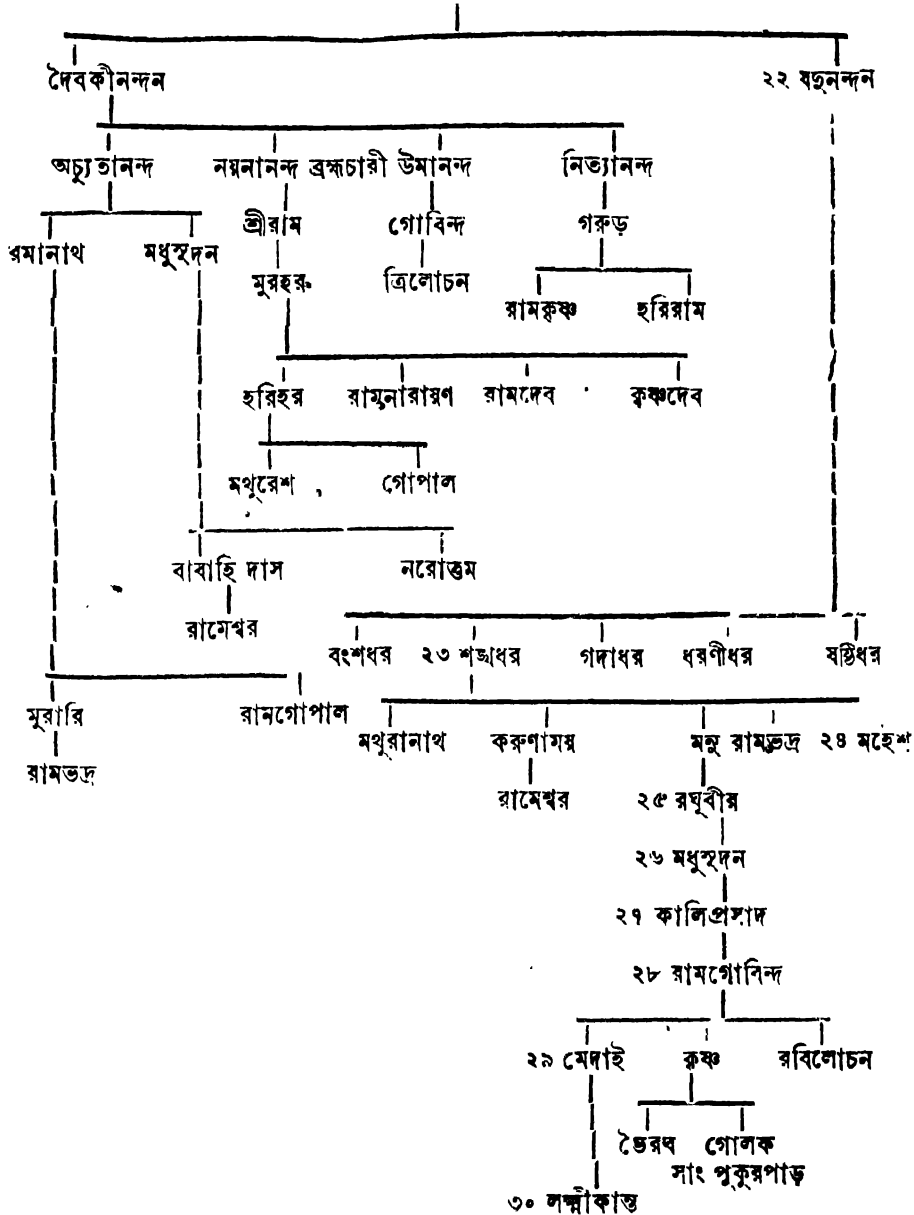 দৈবকীনন্দন ২২ যদুনন্দন
অচ্যুতানন্দ নয়নানন্দ ব্রহ্মচারী উমানন্দ নিত্যানন্দ
শ্রীরাম গোবিন্দ গরুড়
রমানাথ মধুসূদন
মুরহর ত্রিলোচন
রামকৃষ্ণ হরিরাম
হরিহর রামনারায়ণ রামদেব কৃষ্ণদেব
মথুরেশ গোপাল
বাবাহি দাস নরোত্তম
রামেশ্বর
বংশধর ২৩ শঙ্খধর গদাধর ধরণীধর ষষ্ঠিধর
মুরারি রামগোপাল
মথুরানাথ করুণাময় মনু রামভদ্র ২৪ মহেশ
রামভদ্র
রামেশ্বর ২৫ রঘুবীর
২৬ মধুসূদন
২৭ কালিপ্রসাদ
২৮ রামগোবিন্দ
২৯ মেদাই কৃষ্ণ রবিলোচন
ভৈরব গোলক
সাং পুকুরপাড়
৩০ লক্ষ্মীকান্ত